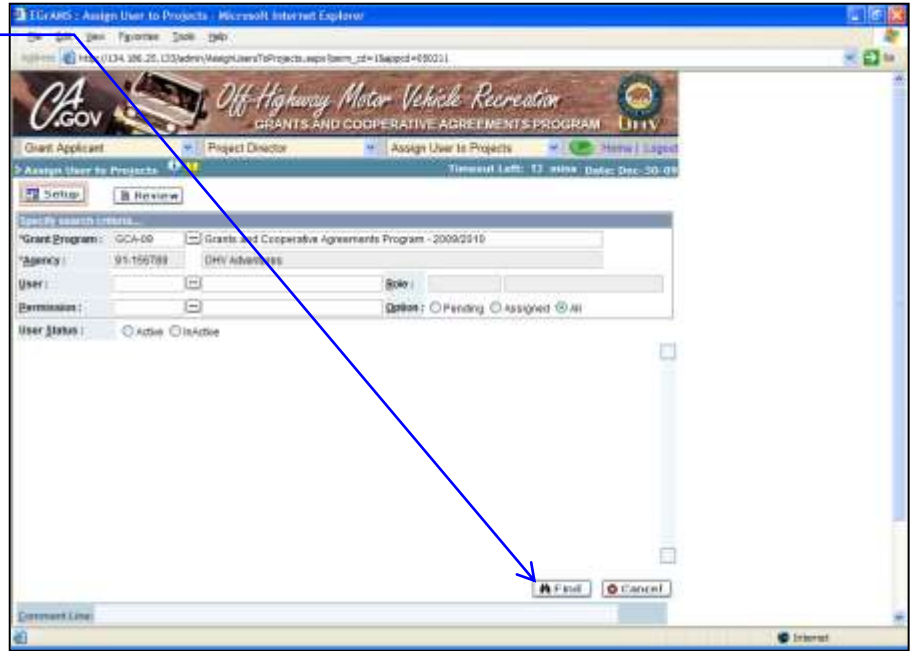 EGrAMS : Assign User to Projects - Microsoft Internet Explorer
File Edit View Favorites Tools Help
CA.GOV
Off-Highway Motor Vehicle Recreation
GRANTS AND COOPERATIVE AGREEMENTS PROGRAM
OHV
Grant Applicant Project Director Assign User to Projects Home | Logout
> Assign User to Projects Timeout Left: 13 mins Date: Dec-30-09
Setup Review
Specify search criteria...
*Grant Program : GCA-09 Grants and Cooperative Agreements Program - 2009/2010
*Agency : 91-156789 OHV Adventures
User : Role :
Permission : Option : Pending Assigned All
User Status : Active InActive
Find Cancel
Comment Line:
Internet